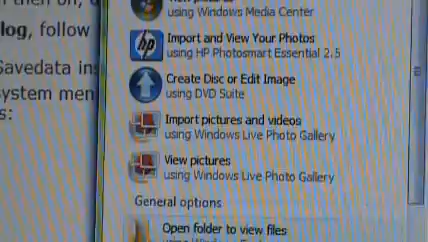 log, follow
Savedata ins
system men
s:
using Windows Media Center
Import and View Your Photos
using HP Photosmart Essential 2.5
Create Disc or Edit Image
using DVD Suite
Import pictures and videos
using Windows Live Photo Gallery
View pictures
using Windows Live Photo Gallery
General options
Open folder to view files
hp